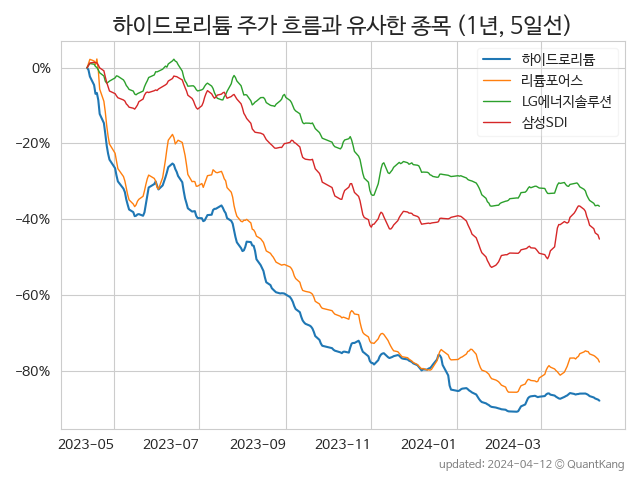 하이드로리튬 주가 흐름과 유사한 종목 (1년, 5일선)
하이드로리튬
리튬포어스
LG에너지솔루션
삼성SDI
0%
−20%
−40%
−60%
−80%
2023-05 2023-07 2023-09 2023-11 2024-01 2024-03
updated: 2024-04-12 © QuantKang